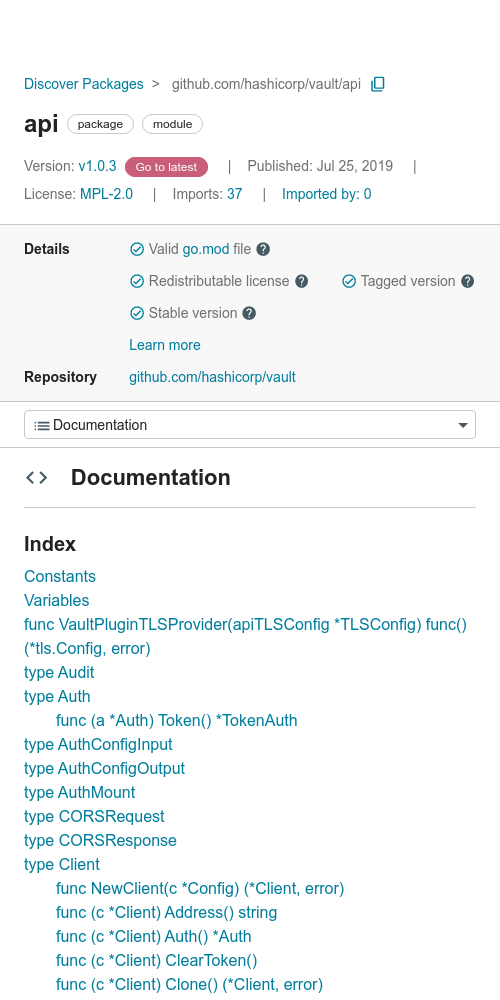 Discover Packages > github.com/hashicorp/vault/api
api package module
Version: v1.0.3 Go to latest | Published: Jul 25, 2019 |
License: MPL-2.0 | Imports: 37 | Imported by: 0
Details Valid go.mod file ?
Redistributable license ? Tagged version ?
Stable version ?
Learn more
Repository github.com/hashicorp/vault
Documentation
<> Documentation
Index
Constants
Variables
func VaultPluginTLSProvider(apiTLSConfig *TLSConfig) func()
(*tls.Config, error)
type Audit
type Auth
func (a *Auth) Token() *TokenAuth
type AuthConfigInput
type AuthConfigOutput
type AuthMount
type CORSRequest
type CORSResponse
type Client
func NewClient(c *Config) (*Client, error)
func (c *Client) Address() string
func (c *Client) Auth() *Auth
func (c *Client) ClearToken()
func (c *Client) Clone() (*Client, error)